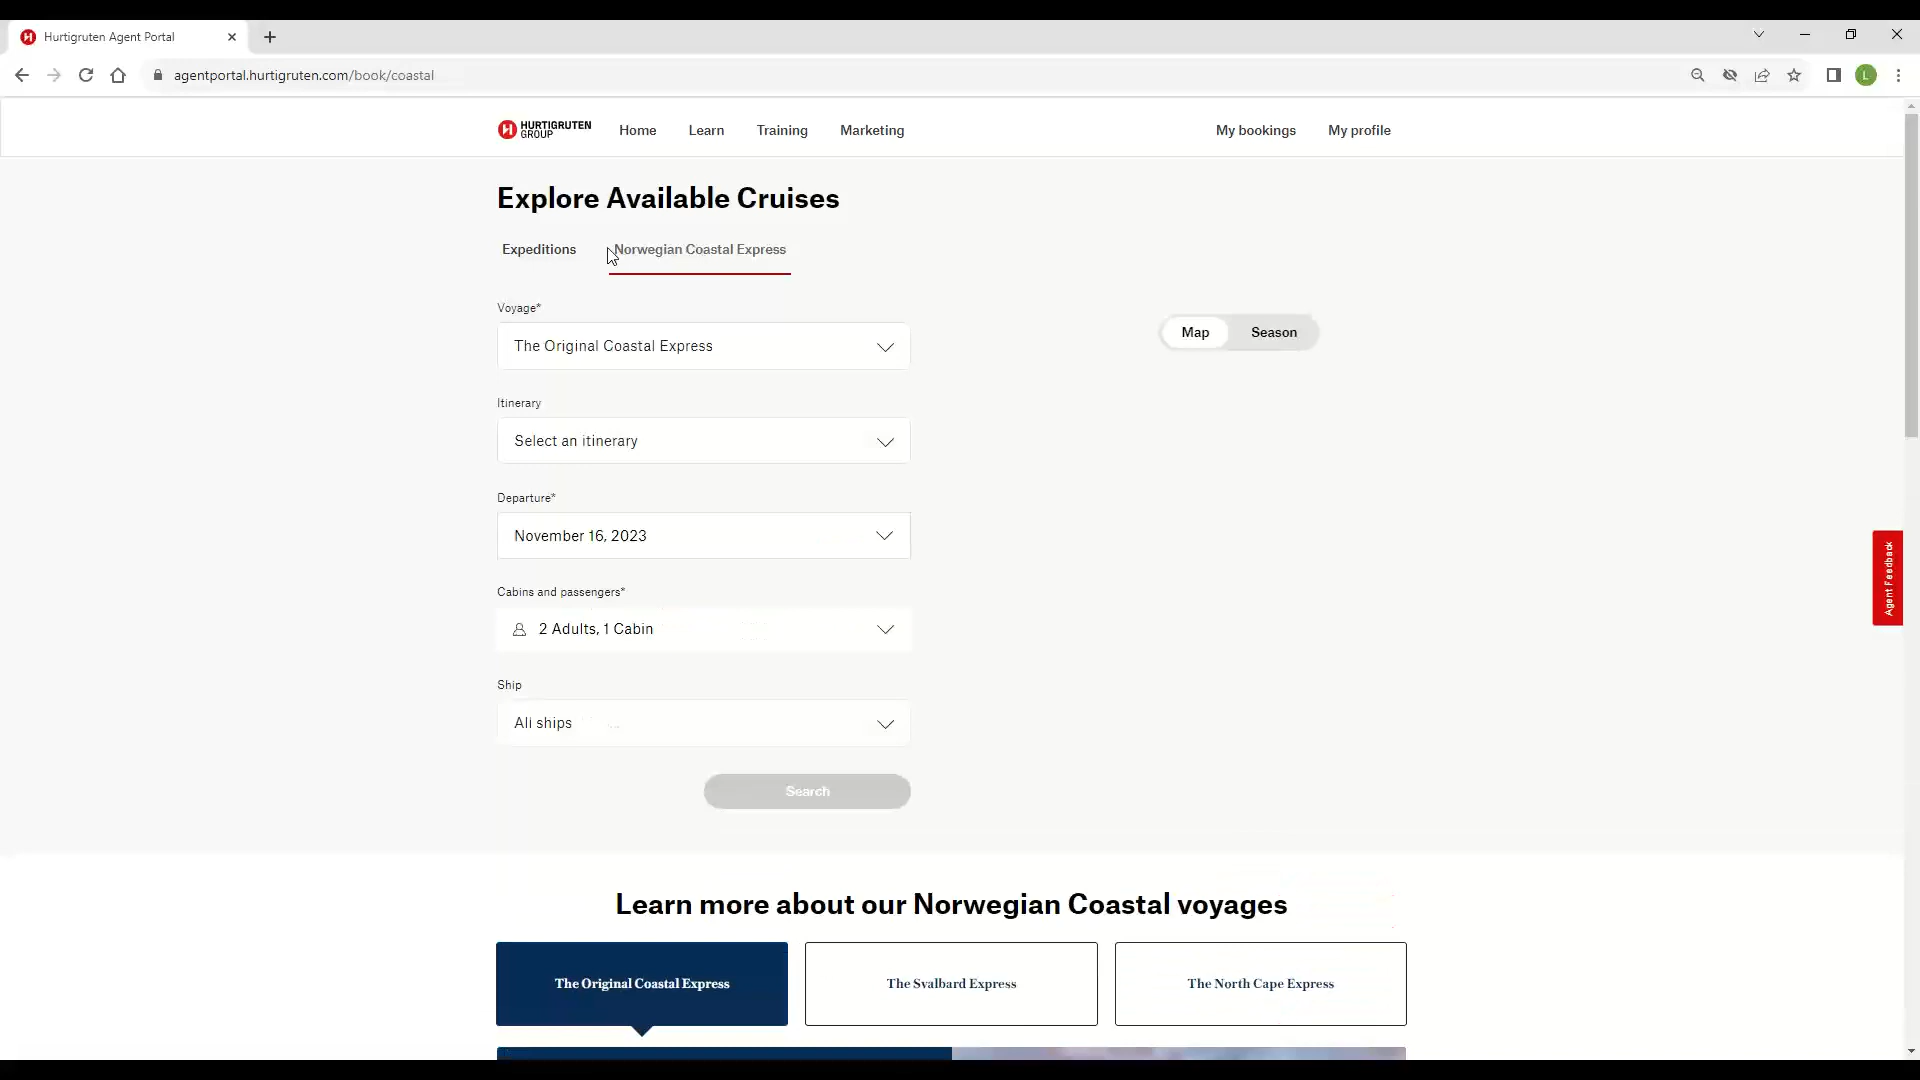 Hurtigruten Agent Portal
agentportal.hurtigruten.com/book/coastal
L
HURTIGRUTEN
GROUP
Home
Learn
Training
Marketing
My bookings
My profile
Explore Available Cruises
Expeditions
Norwegian Coastal Express
Voyage*
The Original Coastal Express
Map
Season
Itinerary
Select an itinerary
Departure*
November 16, 2023
Agent Feedback
Cabins and passengers*
2 Adults, 1 Cabin
Ship
All ships
Search
Learn more about our Norwegian Coastal voyages
The Original Coastal Express
The Svalbard Express
The North Cape Express